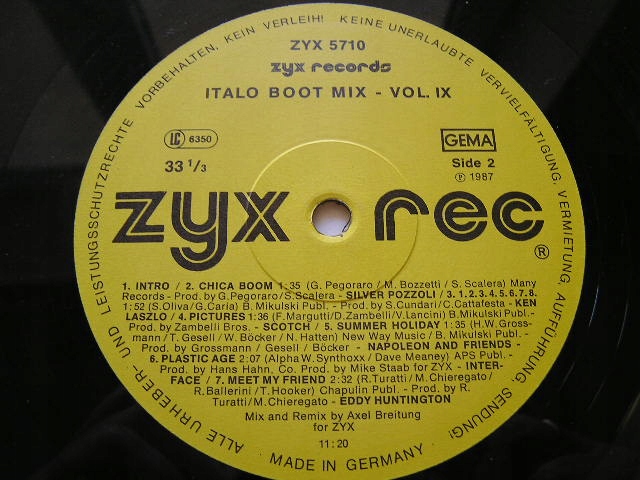 ALLE URHEBER- UND LEISTUNGSSCHUTZRECHTE VORBEHALTEN, KEIN VERLEIH! KEINE UNERLAUBTE VERVIELFÄLTIGUNG, VERMIETUNG, AUFFÜHRUNG, SENDUNG!
ZYX 5710
zyx records
ITALO BOOT MIX - VOL. IX
LC 6350
GEMA
33 1/3
Side 2
Ⓟ 1987
zyx rec ®
1. INTRO / 2. CHICA BOOM 1:35 (G. Pegoraro / M. Bozzetti / S. Scalera) Many
Records - Prod. by G. Pegoraro/S. Scalera - SILVER POZZOLI / 3. 1.2.3.4.5.6.7.8.
1:52 (S. Oliva/G. Caria) B. Mikulski Publ. - Prod. by S. Cundari/C. Cattafesta - KEN
LASZLO / 4. PICTURES 1:36 (F. Margutti/D. Zambelli/V. Lancini) B. Mikulski Publ. -
Prod. by Zambelli Bros. - SCOTCH / 5. SUMMER HOLIDAY 1:35 (H.W. Gross-
mann / T. Gesell / W. Böcker / N. Hatten) New Way Music / B. Mikulski Publ. -
Prod. by Grossmann / Gesell / Böcker - NAPOLEON AND FRIENDS -
6. PLASTIC AGE 2:07 (Alpha W. Synthoxx / Dave Meaney) APS Publ. -
Prod. by Hans Hahn, Co. Prod. by Mike Staab for ZYX - INTER-
FACE / 7. MEET MY FRIEND 2:32 (R. Turatti / M. Chieregato /
R. Ballerini / T. Hooker) Chapulin Publ. - Prod. by R.
Turatti/M. Chieregato - EDDY HUNTINGTON
Mix and Remix by Axel Breitung
for ZYX
11:20
MADE IN GERMANY